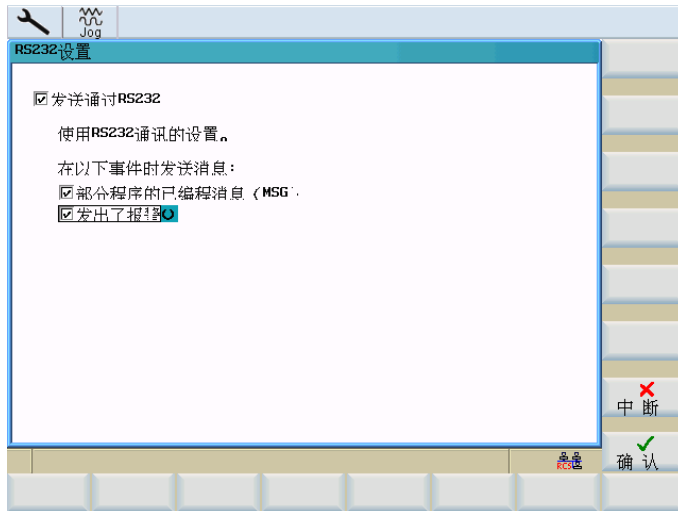 Jog
RS232设置
发送通过RS232
使用RS232通讯的设置。
在以下事件时发送消息：
部分程序的已编程消息（MSG
发出了报警
中断
RCS
确认